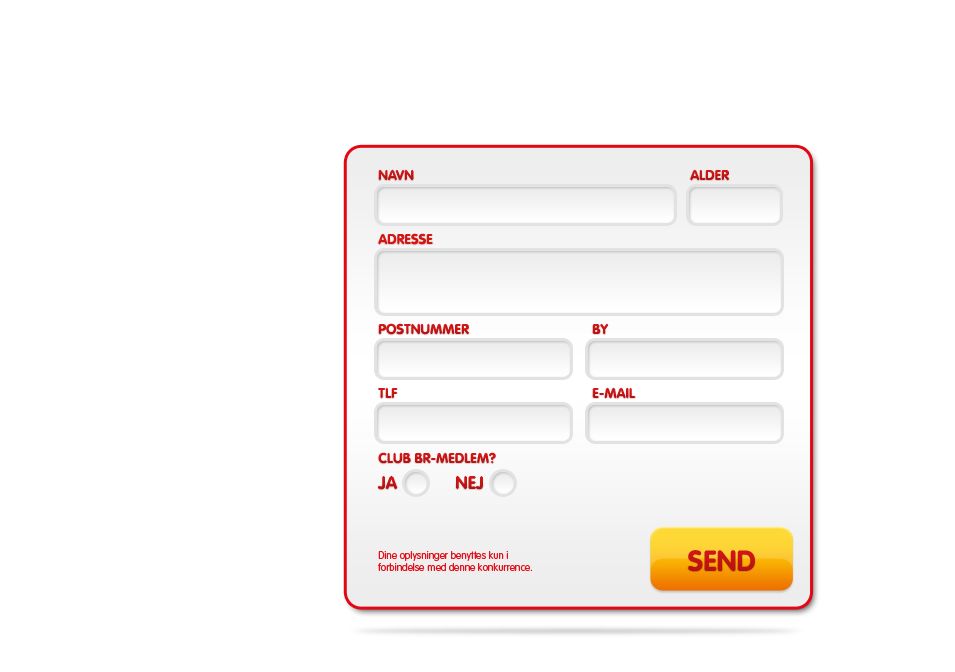 NAVN ALDER
ADRESSE
POSTNUMMER BY
TLF E-MAIL
CLUB BR-MEDLEM?
JA NEJ
Dine oplysninger benyttes kun i
forbindelse med denne konkurrence.
SEND